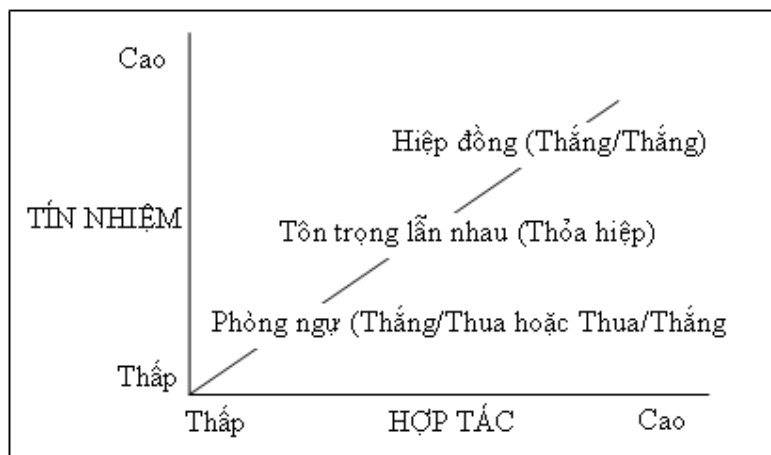 Cao
Hiệp đồng (Thắng/Thắng)
TÍN NHIỆM
Tôn trọng lẫn nhau (Thỏa hiệp)
Phòng ngự (Thắng/Thua hoặc Thua/Thắng
Thấp
Thấp HỢP TÁC Cao